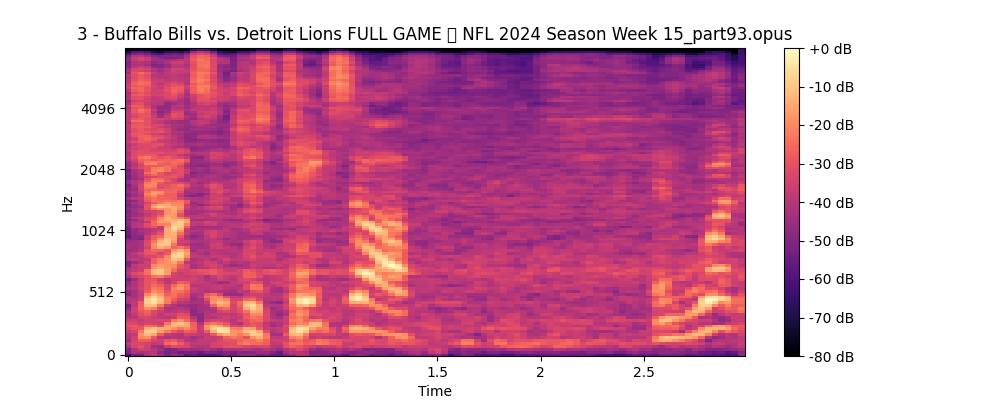 3 - Buffalo Bills vs. Detroit Lions FULL GAME ▯ NFL 2024 Season Week 15_part93.opus
+0 dB
4096
-10 dB
-20 dB
2048
-30 dB
Hz
1024
-40 dB
-50 dB
512
-60 dB
-70 dB
0
-80 dB
0 0.5 1 1.5 2 2.5
Time